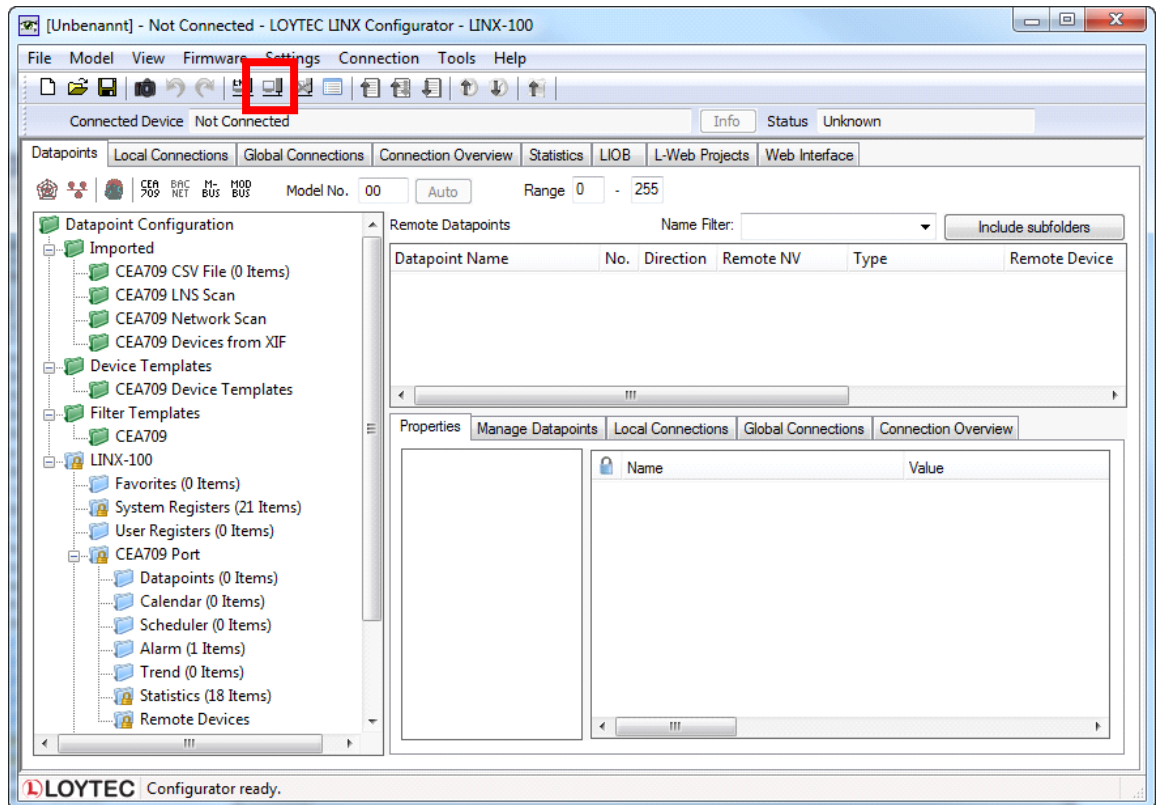 [Unbenannt] - Not Connected - LOYTEC LINX Configurator - LINX-100
File Model View Firmware Settings Connection Tools Help
Connected Device Not Connected Info Status Unknown
Datapoints Local Connections Global Connections Connection Overview Statistics LIOB L-Web Projects Web Interface
CEA 709 BAC NET M- BUS MOD BUS Model No. 00 Auto Range 0 - 255
Datapoint Configuration
Imported
CEA709 CSV File (0 Items)
CEA709 LNS Scan
CEA709 Network Scan
CEA709 Devices from XIF
Device Templates
CEA709 Device Templates
Filter Templates
CEA709
LINX-100
Favorites (0 Items)
System Registers (21 Items)
User Registers (0 Items)
CEA709 Port
Datapoints (0 Items)
Calendar (0 Items)
Scheduler (0 Items)
Alarm (1 Items)
Trend (0 Items)
Statistics (18 Items)
Remote Devices
Remote Datapoints Name Filter: Include subfolders
Datapoint Name No. Direction Remote NV Type Remote Device
Properties Manage Datapoints Local Connections Global Connections Connection Overview
Name Value
LOYTEC Configurator ready.